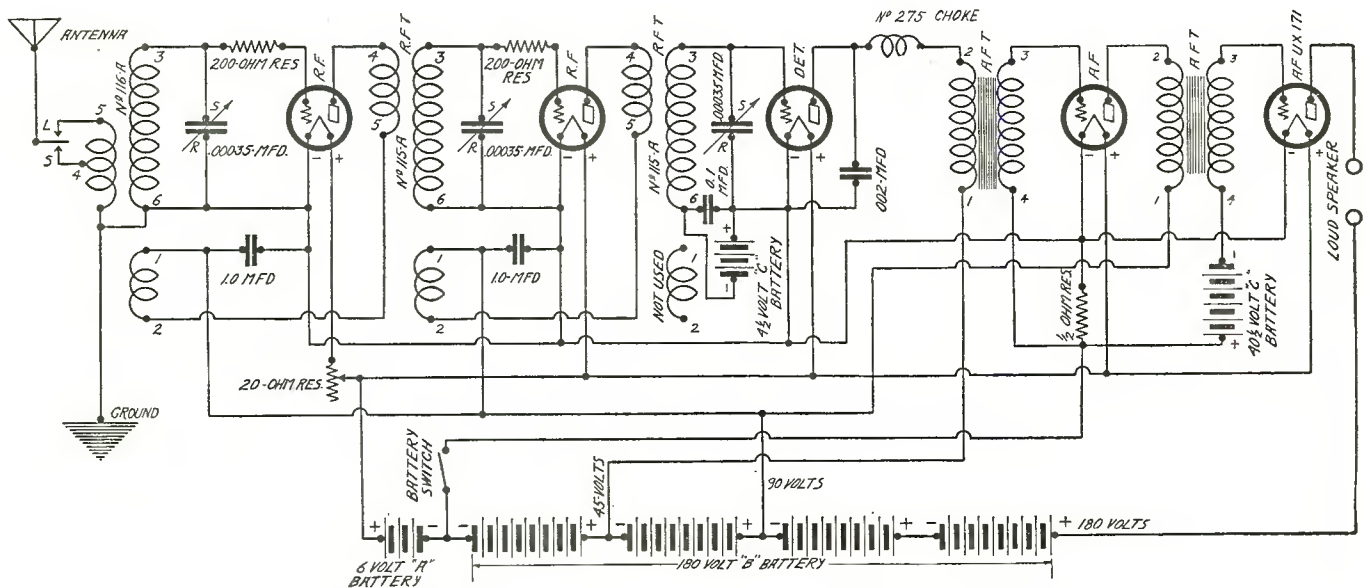 ANTENNA
L
S
5
4
Nº 116-A
3
6
200-OHM RES
S
R
.00035-MFD.
R.F.
-
+
1
2
1.0 MFD
20-OHM RES.
GROUND
R.F.T
4
5
Nº 115-A
3
6
200-OHM
RES
S
R
.00035-MFD.
R.F.
-
+
1
2
1.0-MFD
R.F.T
4
5
Nº 115-A
3
6
.00035-MFD.
S
R
0.1
MFD.
DET.
-
+
NOT USED
1
2
+
-
4½ VOLT "C"
BATTERY
.002-MFD
Nº 275 CHOKE
2
1
A F T
3
4
A.F.
-
+
½ OHM RES.
2
1
A F T
3
4
A F UX 171
-
+
-
+
40½ VOLT "C"
BATTERY
LOUD SPEAKER
BATTERY
SWITCH
45-VOLTS
90 VOLTS
+
-
-
+
-
+
-
+
-
+
180 VOLTS
6 VOLT "A"
BATTERY
180 VOLT "B" BATTERY